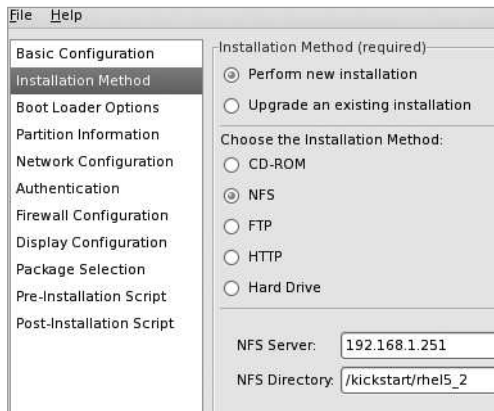 File Help
Basic Configuration
Installation Method
Boot Loader Options
Partition Information
Network Configuration
Authentication
Firewall Configuration
Display Configuration
Package Selection
Pre-Installation Script
Post-Installation Script
Installation Method (required)
Perform new installation
Upgrade an existing installation
Choose the Installation Method:
CD-ROM
NFS
FTP
HTTP
Hard Drive
NFS Server: 192.168.1.251
NFS Directory: /kickstart/rhel5_2